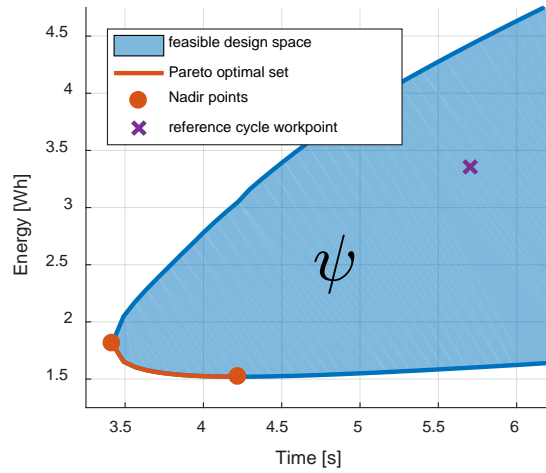 4.5
4
3.5
3
2.5
2
1.5
Energy [Wh]
feasible design space
Pareto optimal set
Nadir points
reference cycle workpoint
ψ
3.5
4
4.5
5
5.5
6
Time [s]